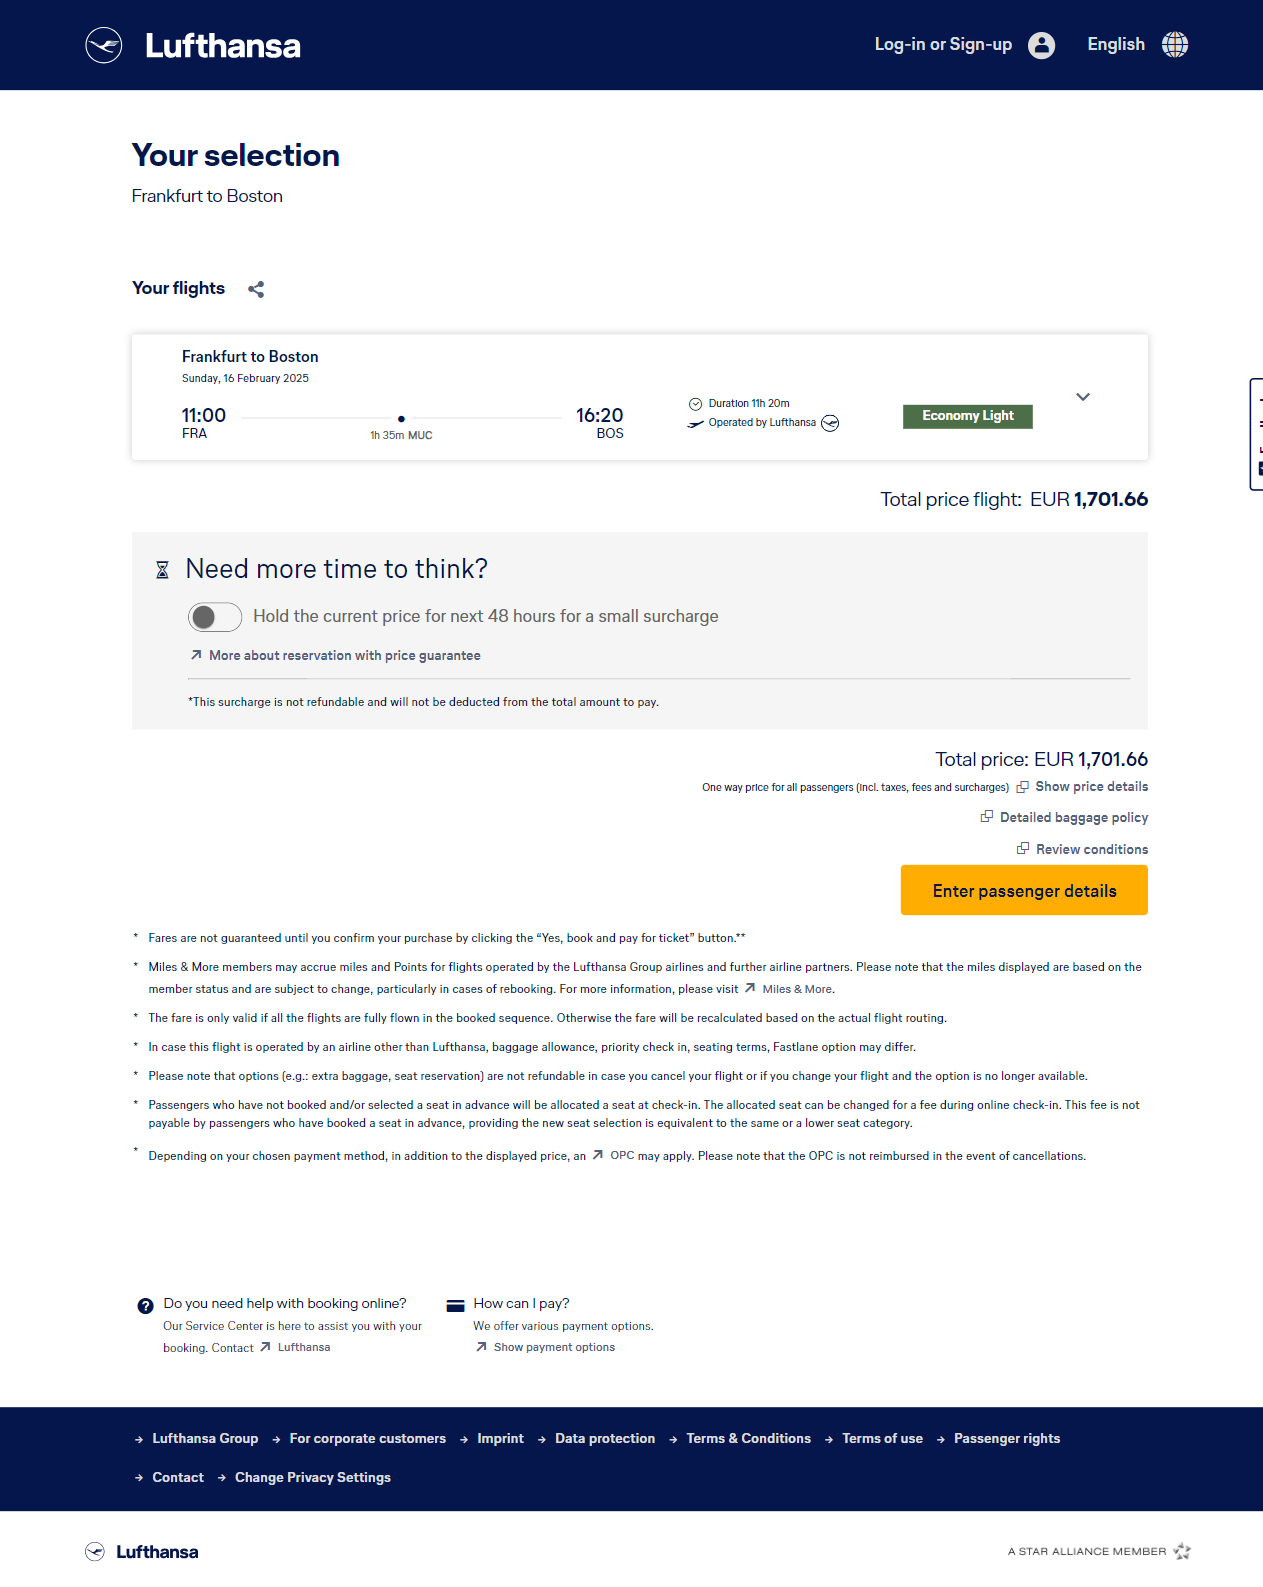 Lufthansa
Log-in or Sign-up
English
Your selection
Frankfurt to Boston
Your flights
Frankfurt to Boston
Sunday, 16 February 2025
11:00
16:20
FRA
BOS
1h 35m MUC
Duration 11h 20m
Operated by Lufthansa
Economy Light
Total price flight: EUR 1,701.66
Need more time to think?
Hold the current price for next 48 hours for a small surcharge
More about reservation with price guarantee
*This surcharge is not refundable and will not be deducted from the total amount to pay.
Total price: EUR 1,701.66
One way price for all passengers (incl. taxes, fees and surcharges) Show price details
Detailed baggage policy
Review conditions
Enter passenger details
* Fares are not guaranteed until you confirm your purchase by clicking the “Yes, book and pay for ticket” button.**
* Miles & More members may accrue miles and Points for flights operated by the Lufthansa Group airlines and further airline partners. Please note that the miles displayed are based on the
member status and are subject to change, particularly in cases of rebooking. For more information, please visit Miles & More.
* The fare is only valid if all the flights are fully flown in the booked sequence. Otherwise the fare will be recalculated based on the actual flight routing.
* In case this flight is operated by an airline other than Lufthansa, baggage allowance, priority check in, seating terms, Fastlane option may differ.
* Please note that options (e.g.: extra baggage, seat reservation) are not refundable in case you cancel your flight or if you change your flight and the option is no longer available.
* Passengers who have not booked and/or selected a seat in advance will be allocated a seat at check-in. The allocated seat can be changed for a fee during online check-in. This fee is not
payable by passengers who have booked a seat in advance, providing the new seat selection is equivalent to the same or a lower seat category.
* Depending on your chosen payment method, in addition to the displayed price, an OPC may apply. Please note that the OPC is not reimbursed in the event of cancellations.
Do you need help with booking online?
Our Service Center is here to assist you with your
booking. Contact Lufthansa
How can I pay?
We offer various payment options.
Show payment options
Lufthansa Group
For corporate customers
Imprint
Data protection
Terms & Conditions
Terms of use
Passenger rights
Contact
Change Privacy Settings
Lufthansa
A STAR ALLIANCE MEMBER